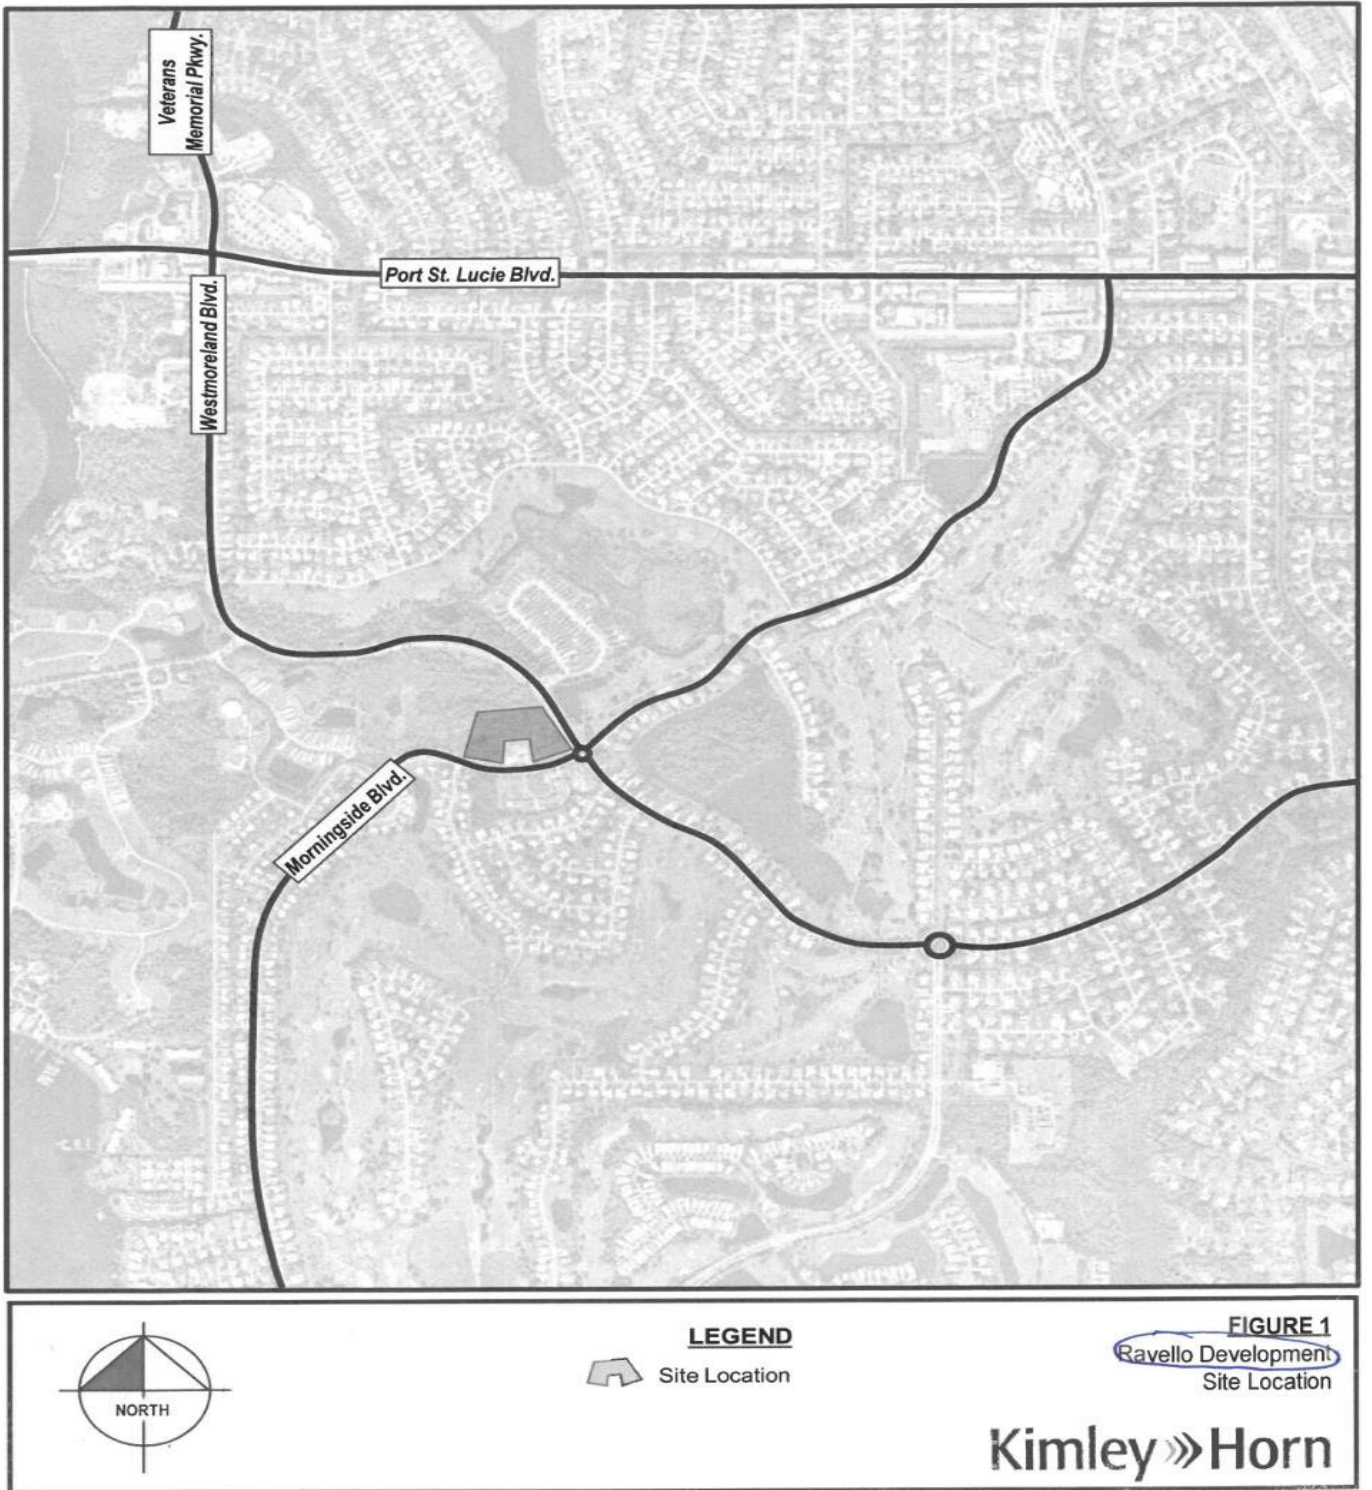 Veterans
Memorial Pkwy.
Port St. Lucie Blvd.
Westmoreland Blvd.
Morningside Blvd.
NORTH
LEGEND
Site Location
FIGURE 1
Ravello Development
Site Location
Kimley»Horn